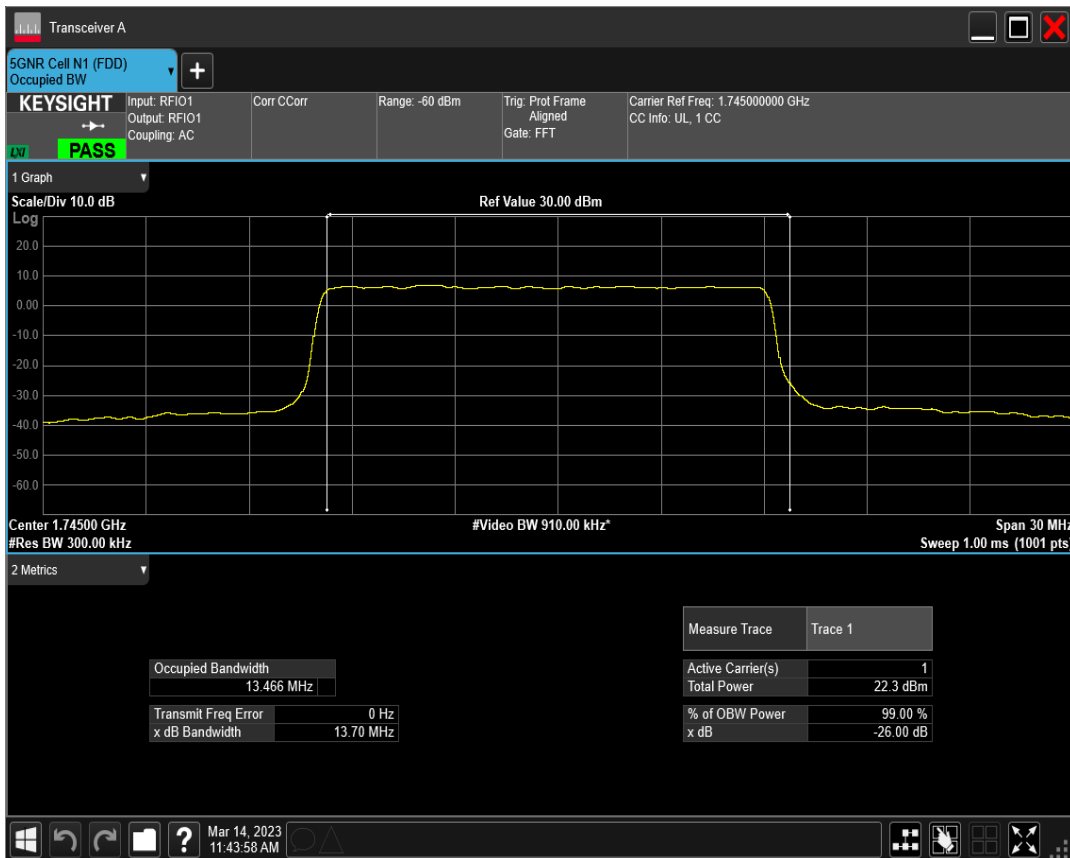 Transceiver A
5GNR Cell N1 (FDD)
Occupied BW
KEYSIGHT
LXI
PASS
Input: RFIO1
Output: RFIO1
Coupling: AC
Corr CCorr
Range: -60 dBm
Trig: Prot Frame
Aligned
Gate: FFT
Carrier Ref Freq: 1.745000000 GHz
CC Info: UL, 1 CC
1 Graph
Scale/Div 10.0 dB
Ref Value 30.00 dBm
Log
20.0
10.0
0.00
-10.0
-20.0
-30.0
-40.0
-50.0
-60.0
Center 1.74500 GHz
#Video BW 910.00 kHz*
Span 30 MHz
#Res BW 300.00 kHz
Sweep 1.00 ms (1001 pts)
2 Metrics
Measure Trace Trace 1
Occupied Bandwidth
13.466 MHz
Active Carrier(s) 1
Total Power 22.3 dBm
Transmit Freq Error 0 Hz
x dB Bandwidth 13.70 MHz
% of OBW Power 99.00 %
x dB -26.00 dB
?
Mar 14, 2023
11:43:58 AM